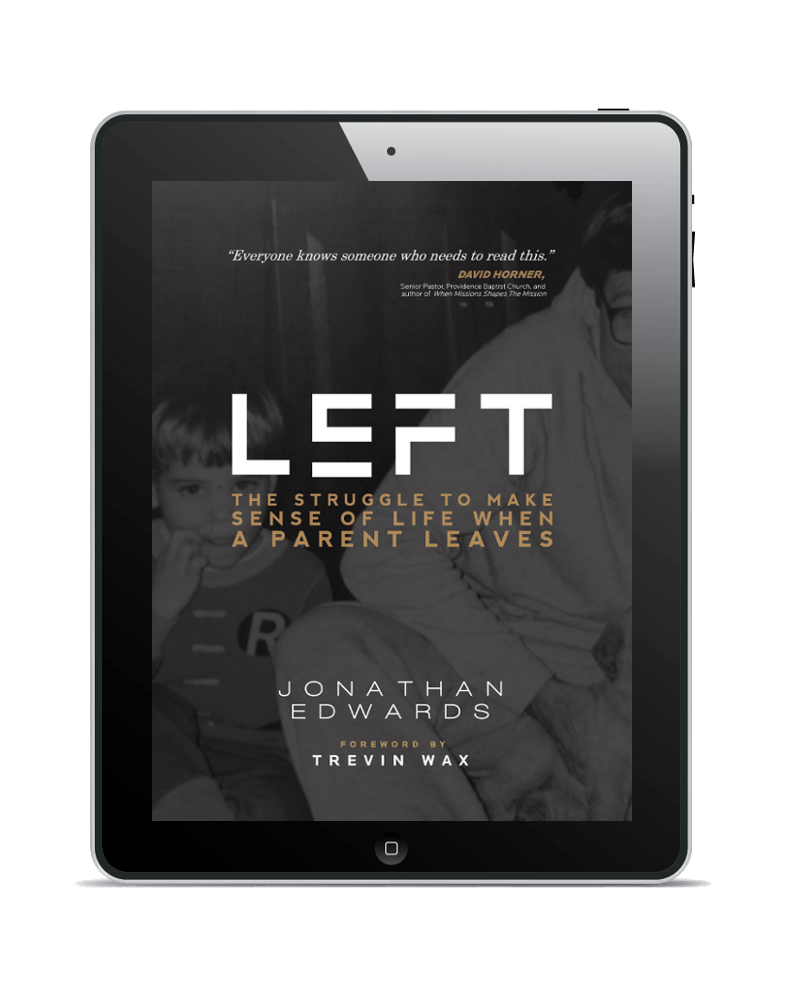 “Everyone knows someone who needs to read this.”
DAVID HORNER,
Senior Pastor, Providence Baptist Church, and
author of When Missions Shapes The Mission
LEFT
THE STRUGGLE TO MAKE
SENSE OF LIFE WHEN
A PARENT LEAVES
R
JONATHAN
EDWARDS
FOREWORD BY
TREVIN WAX